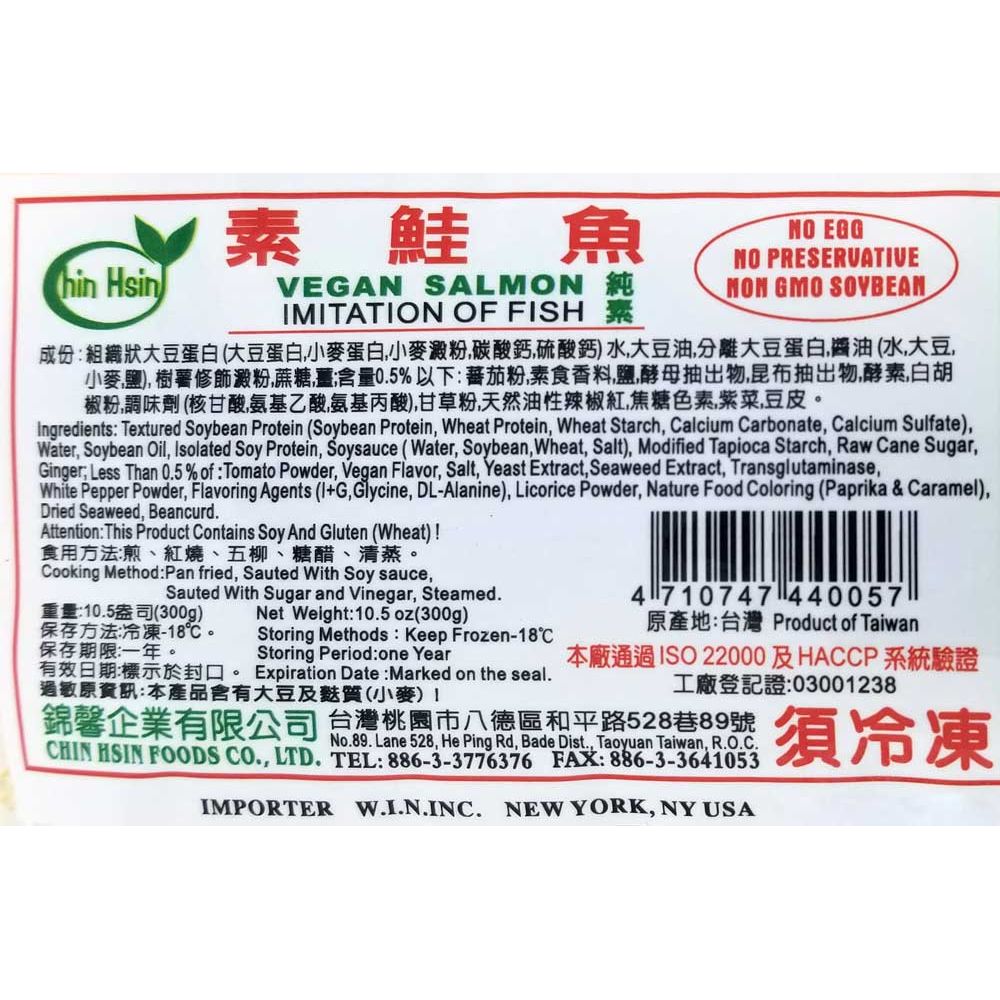 Chin Hsin
素 鮭 魚
VEGAN SALMON
IMITATION OF FISH
純素
NO EGG
NO PRESERVATIVE
NON GMO SOYBEAN
成份:組織狀大豆蛋白(大豆蛋白,小麥蛋白,小麥澱粉,碳酸鈣,硫酸鈣)水,大豆油,分離大豆蛋白,醬油(水,大豆,
小麥,鹽),樹薯修飾澱粉,蔗糖,薑;含量0.5%以下:蕃茄粉,素食香料,鹽,酵母抽出物,昆布抽出物,酵素,白胡
椒粉,調味劑(核甘酸,氨基乙酸,氨基丙酸),甘草粉,天然油性辣椒紅,焦糖色素,紫菜,豆皮。
Ingredients: Textured Soybean Protein (Soybean Protein, Wheat Protein, Wheat Starch, Calcium Carbonate, Calcium Sulfate),
Water, Soybean Oil, Isolated Soy Protein, Soysauce ( Water, Soybean,Wheat, Salt), Modified Tapioca Starch, Raw Cane Sugar,
Ginger; Less Than 0.5 % of :Tomato Powder, Vegan Flavor, Salt, Yeast Extract,Seaweed Extract, Transglutaminase,
White Pepper Powder, Flavoring Agents (I+G,Glycine, DL-Alanine), Licorice Powder, Nature Food Coloring (Paprika & Caramel),
Dried Seaweed, Beancurd.
Attention:This Product Contains Soy And Gluten (Wheat) !
食用方法:煎、紅燒、五柳、糖醋、清蒸。
Cooking Method:Pan fried, Sauted With Soy sauce,
Sauted With Sugar and Vinegar, Steamed.
重量:10.5盎司(300g) Net Weight:10.5 oz(300g)
保存方法:冷凍-18℃。 Storing Methods : Keep Frozen-18℃
保存期限:一年。 Storing Period:one Year
有效日期:標示於封口。 Expiration Date :Marked on the seal.
過敏原資訊:本產品含有大豆及麩質(小麥)!
4 710747 440057
原產地:台灣 Product of Taiwan
本廠通過ISO 22000 及HACCP 系統驗證
工廠登記證:03001238
錦馨企業有限公司
CHIN HSIN FOODS CO., LTD.
台灣桃園市八德區和平路528巷89號
No.89. Lane 528, He Ping Rd, Bade Dist., Taoyuan Taiwan, R.O.C.
TEL: 886-3-3776376 FAX: 886-3-3641053
須冷凍
IMPORTER W.I.N.INC. NEW YORK, NY USA